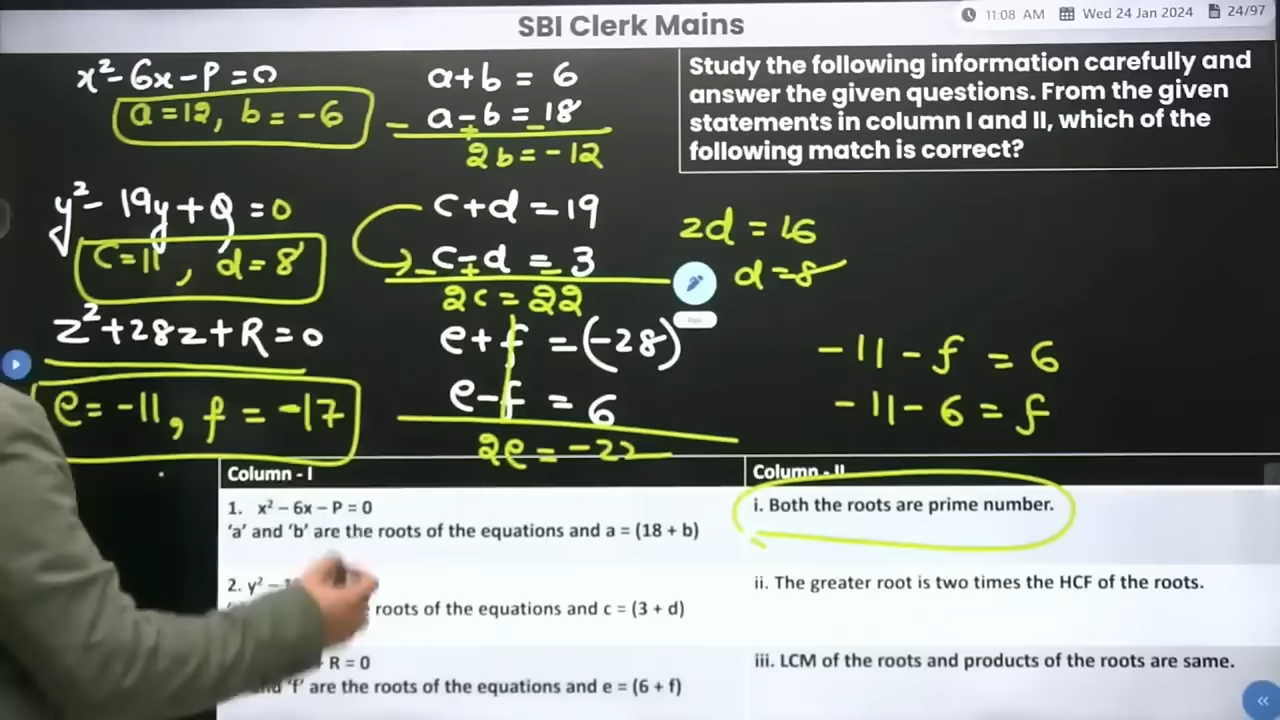 SBI Clerk Mains
11:08 AM Wed 24 Jan 2024 24/97
x²-6x-P=0
a=12, b=-6
a+b = 6
a-b = 18
- + -
2b=-12
Study the following information carefully and
answer the given questions. From the given
statements in column I and II, which of the
following match is correct?
y²-19y+Q=0
c=11, d=8
c+d=19
c-d=3
- + -
2c=22
2d=16
d=8
z²+28z+R=0
e=-11, f=-17
e+f=(-28)
e-f=6
2e=-22
-11-f=6
-11-6=f
Column - I
Column - II
1. x² – 6x – P = 0
'a' and 'b' are the roots of the equations and a = (18 + b)
i. Both the roots are prime number.
2. y² –
roots of the equations and c = (3 + d)
ii. The greater root is two times the HCF of the roots.
R = 0
'f' are the roots of the equations and e = (6 + f)
iii. LCM of the roots and products of the roots are same.